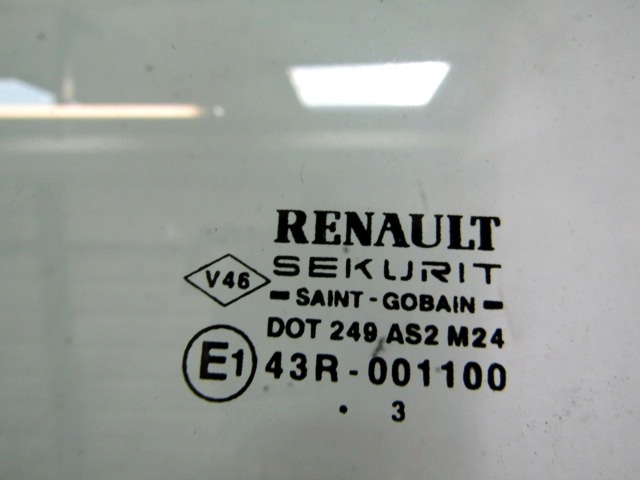 RENAULT
V46 SEKURIT
- SAINT - GOBAIN -
DOT 249 AS2 M24
E1 43R - 001100
. 3